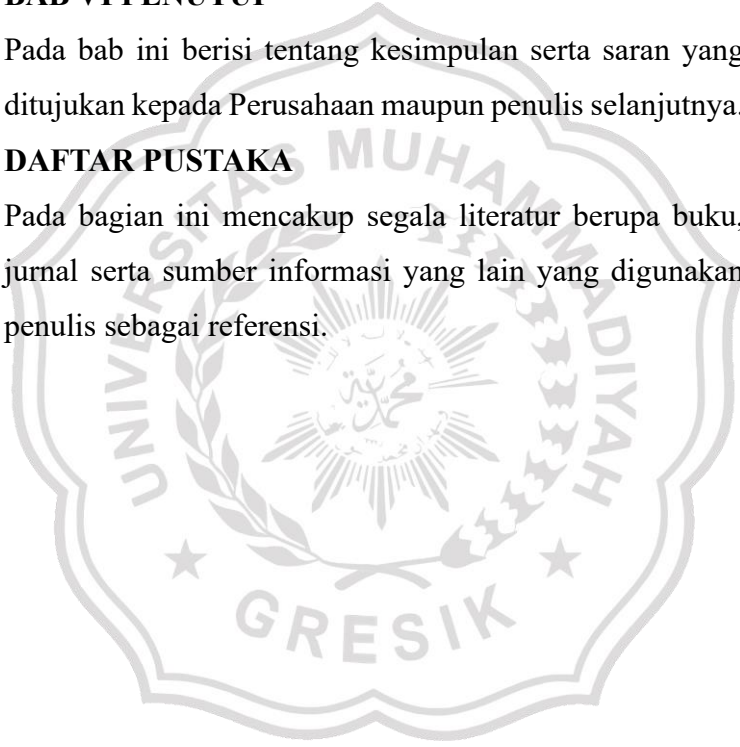 BAB VI PENUTUP
Pada bab ini berisi tentang kesimpulan serta saran yang
ditujukan kepada Perusahaan maupun penulis selanjutnya.
DAFTAR PUSTAKA
Pada bagian ini mencakup segala literatur berupa buku,
jurnal serta sumber informasi yang lain yang digunakan
penulis sebagai referensi.
UNIVERSITAS MUHAMMADIYAH
GRESIK